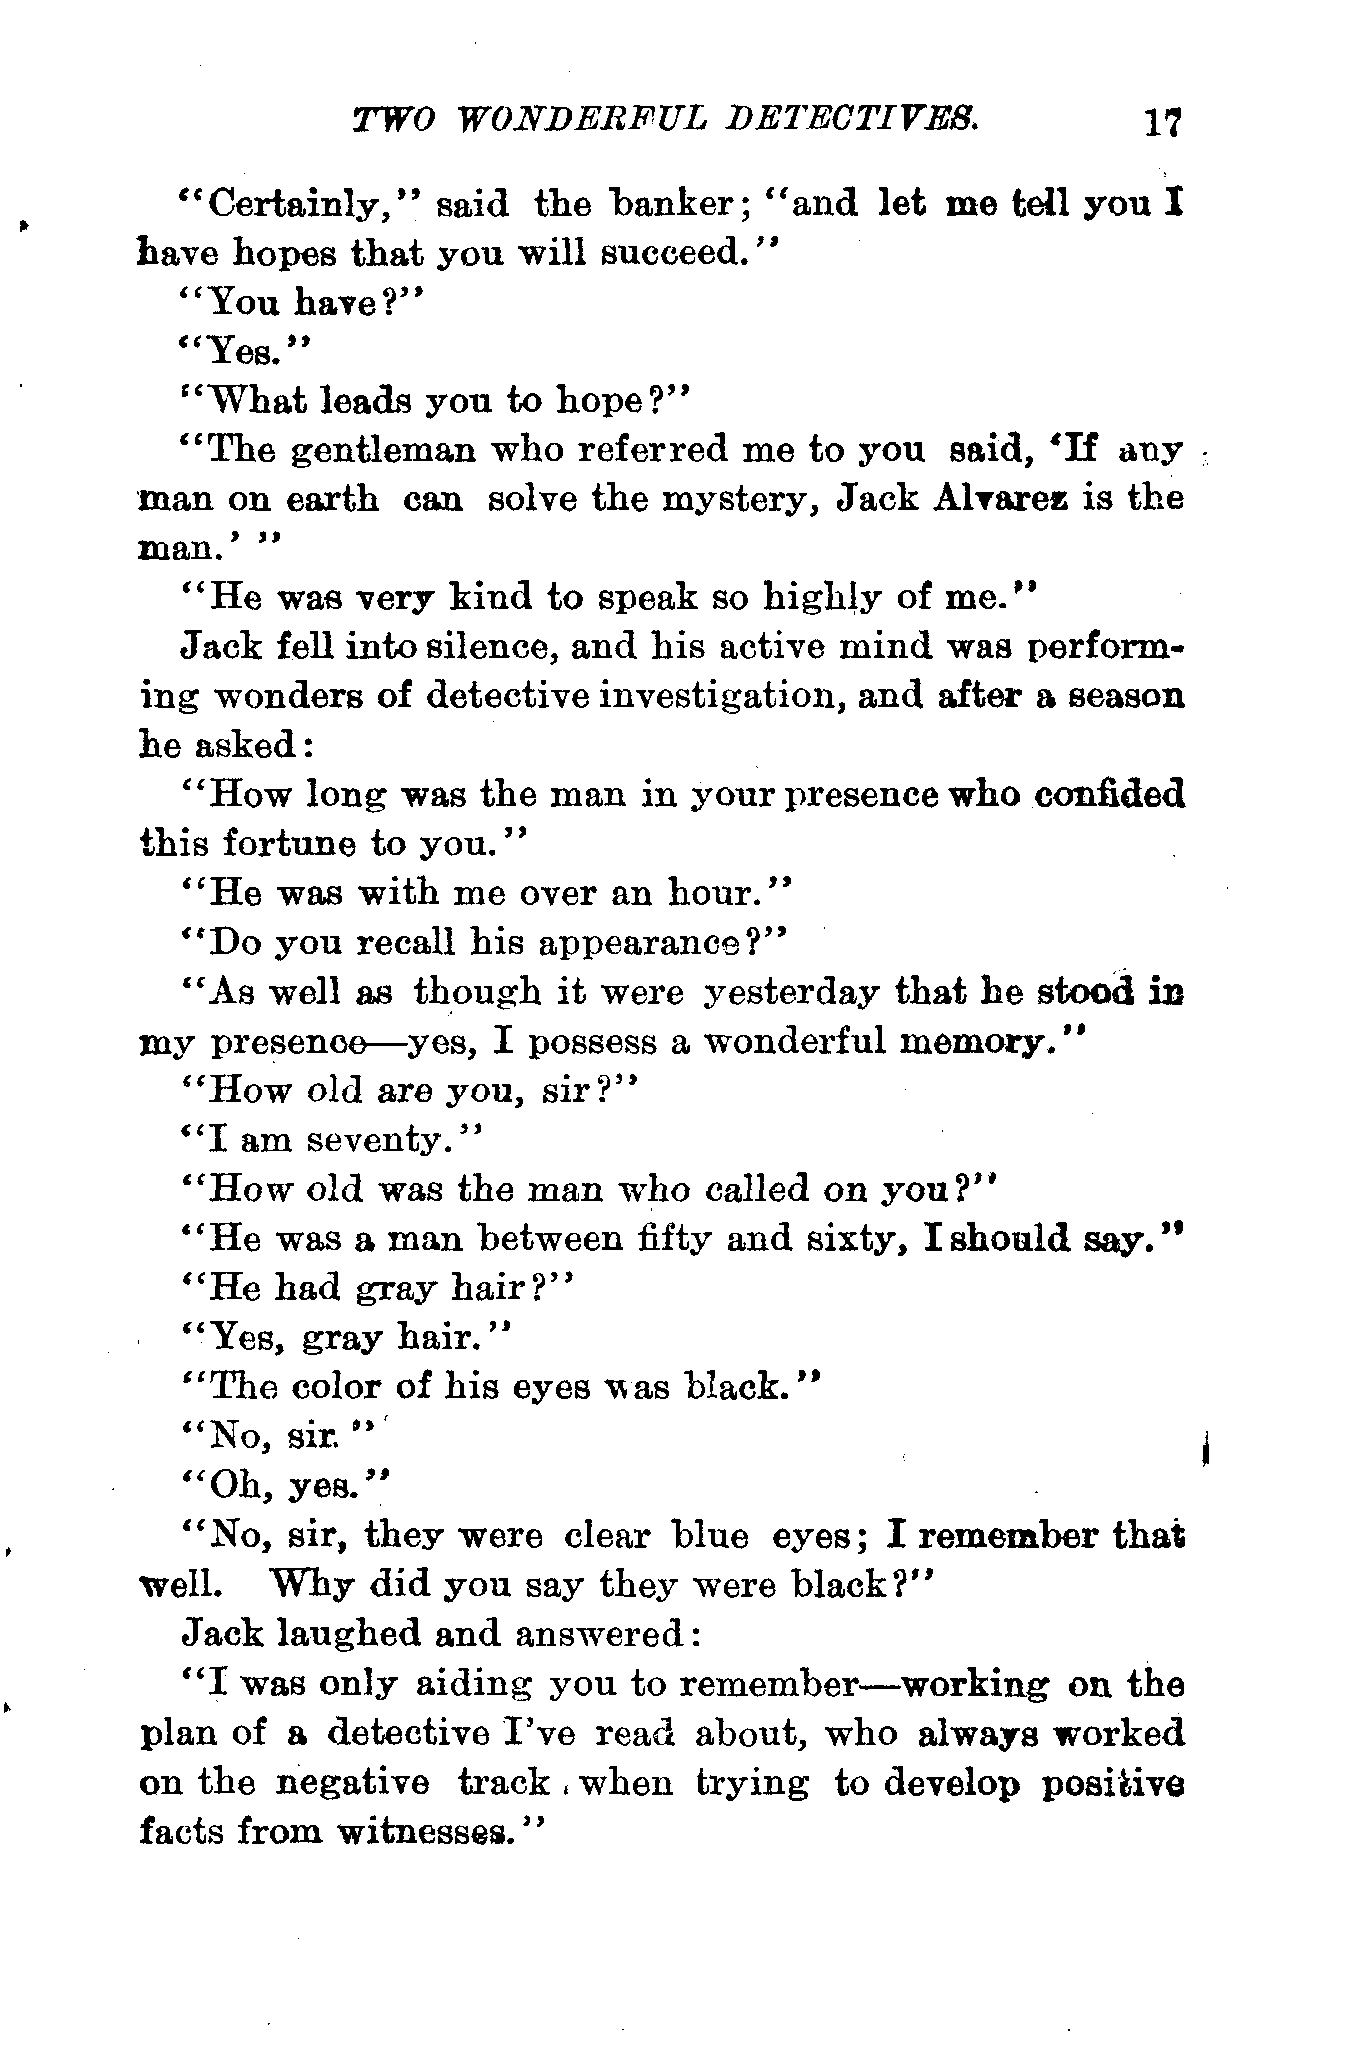 TWO WONDERFUL DETECTIVES. 17
"Certainly," said the banker; "and let me tell you I
have hopes that you will succeed."
"You have?"
"Yes."
"What leads you to hope?"
"The gentleman who referred me to you said, 'If any
man on earth can solve the mystery, Jack Alvarez is the
man.' "
"He was very kind to speak so highly of me."
Jack fell into silence, and his active mind was perform-
ing wonders of detective investigation, and after a season
he asked:
"How long was the man in your presence who confided
this fortune to you."
"He was with me over an hour."
"Do you recall his appearance?"
"As well as though it were yesterday that he stood in
my presence—yes, I possess a wonderful memory."
"How old are you, sir?"
"I am seventy."
"How old was the man who called on you?"
"He was a man between fifty and sixty, I should say."
"He had gray hair?"
"Yes, gray hair."
"The color of his eyes was black."
"No, sir."
"Oh, yes."
"No, sir, they were clear blue eyes; I remember that
well. Why did you say they were black?"
Jack laughed and answered:
"I was only aiding you to remember—working on the
plan of a detective I've read about, who always worked
on the negative track when trying to develop positive
facts from witnesses."